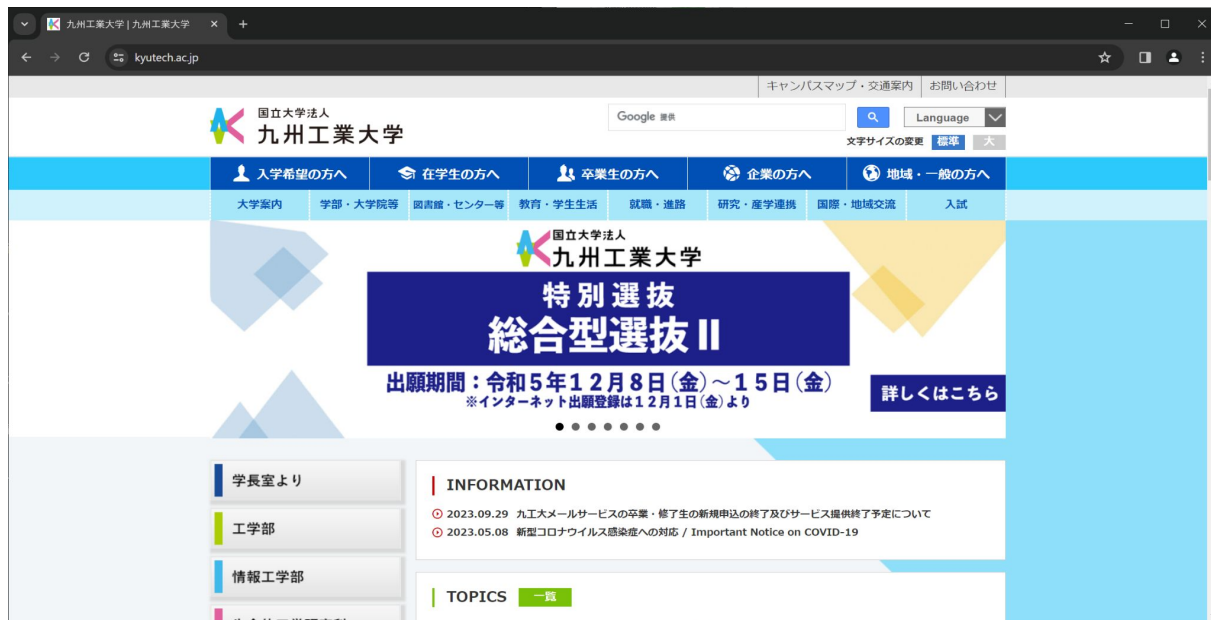 九州工業大学 | 九州工業大学
kyutech.ac.jp
キャンパスマップ・交通案内 お問い合わせ
国立大学法人
九州工業大学
Google 提供
Language
文字サイズの変更 標準 大
入学希望の方へ 在学生の方へ 卒業生の方へ 企業の方へ 地域・一般の方へ
大学案内 学部・大学院等 図書館・センター等 教育・学生生活 就職・進路 研究・産学連携 国際・地域交流 入試
国立大学法人
九州工業大学
特別選抜
総合型選抜Ⅱ
出願期間：令和5年12月8日(金)～15日(金)
※インターネット出願登録は12月1日(金)より
詳しくはこちら
学長室より
工学部
情報工学部
INFORMATION
2023.09.29 九工大メールサービスの卒業・修了生の新規申込の終了及びサービス提供終了予定について
2023.05.08 新型コロナウイルス感染症への対応 / Important Notice on COVID-19
TOPICS 一覧